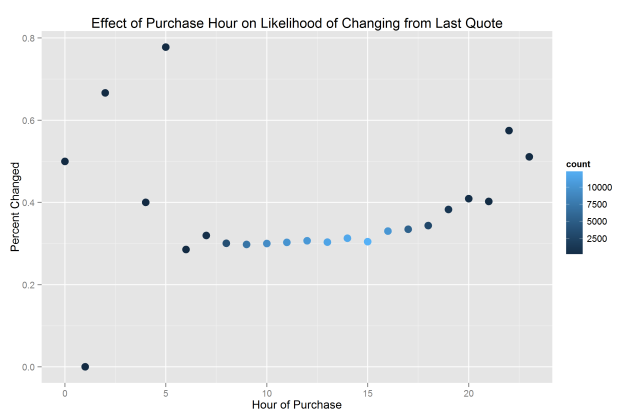 Effect of Purchase Hour on Likelihood of Changing from Last Quote
0.8
0.6
0.4
0.2
0.0
Percent Changed
0 5 10 15 20
Hour of Purchase
count
10000
7500
5000
2500